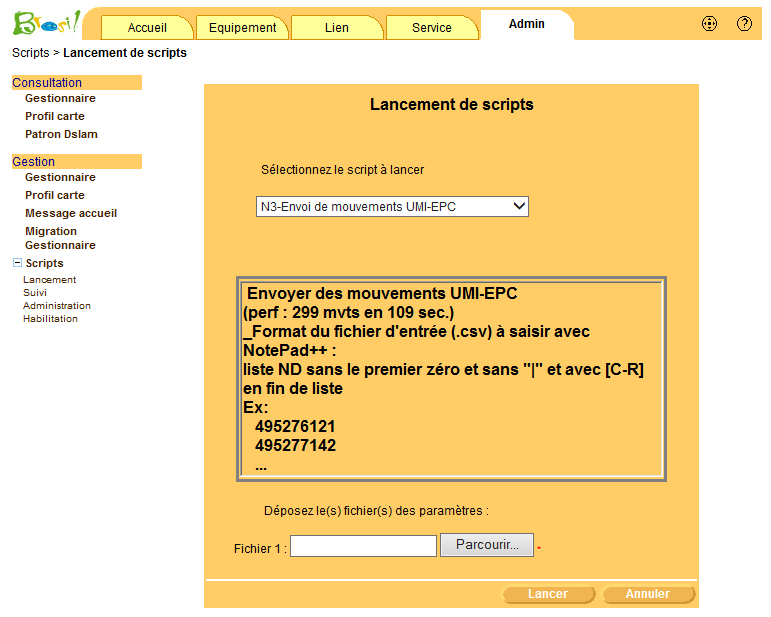 Brasil
Accueil
Equipement
Lien
Service
Admin
?
Scripts > Lancement de scripts
Consultation
Gestionnaire
Profil carte
Patron Dslam
Gestion
Gestionnaire
Profil carte
Message accueil
Migration
Gestionnaire
Scripts
Lancement
Suivi
Administration
Habilitation
Lancement de scripts
Sélectionnez le script à lancer
N3-Envoi de mouvements UMI-EPC
Envoyer des mouvements UMI-EPC
(perf : 299 mvts en 109 sec.)
_Format du fichier d'entrée (.csv) à saisir avec
NotePad++ :
liste ND sans le premier zéro et sans "|" et avec [C-R]
en fin de liste
Ex:
495276121
495277142
...
Déposez le(s) fichier(s) des paramètres :
Fichier 1 :
Parcourir... *
Lancer
Annuler